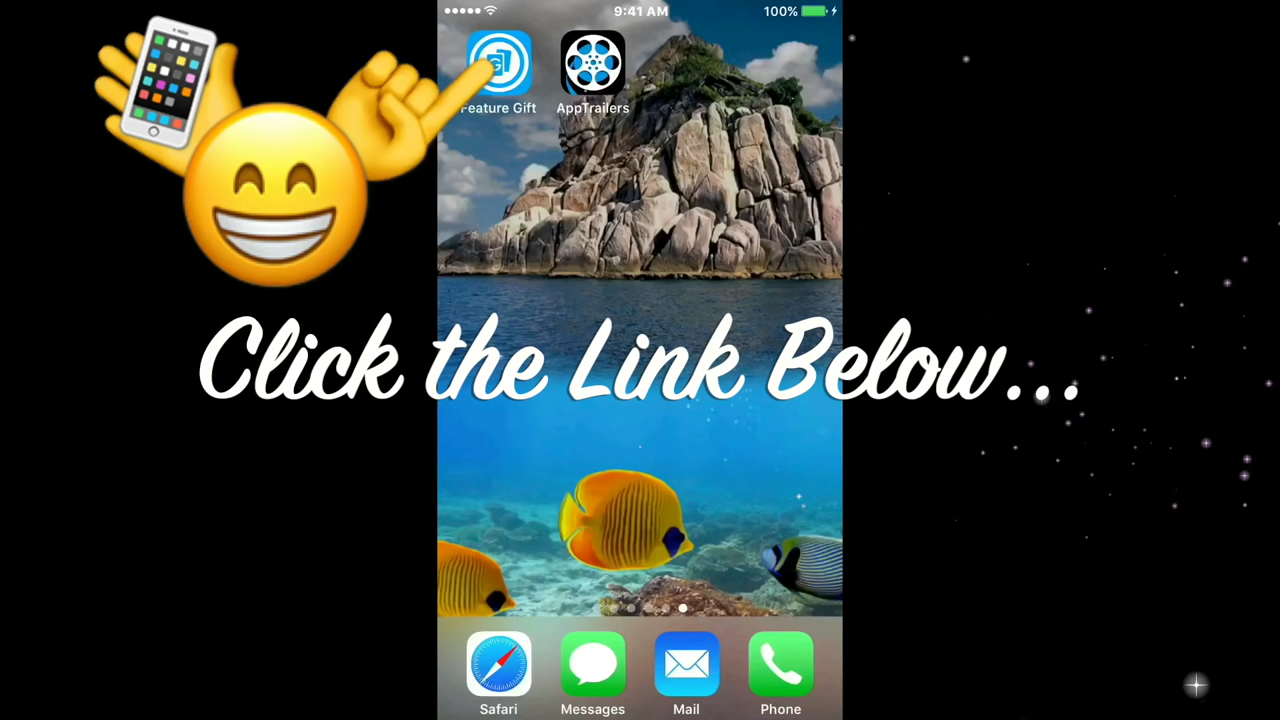 9:41 AM
100%
Feature Gift
AppTrailers
Click the Link Below...
Safari
Messages
Mail
Phone